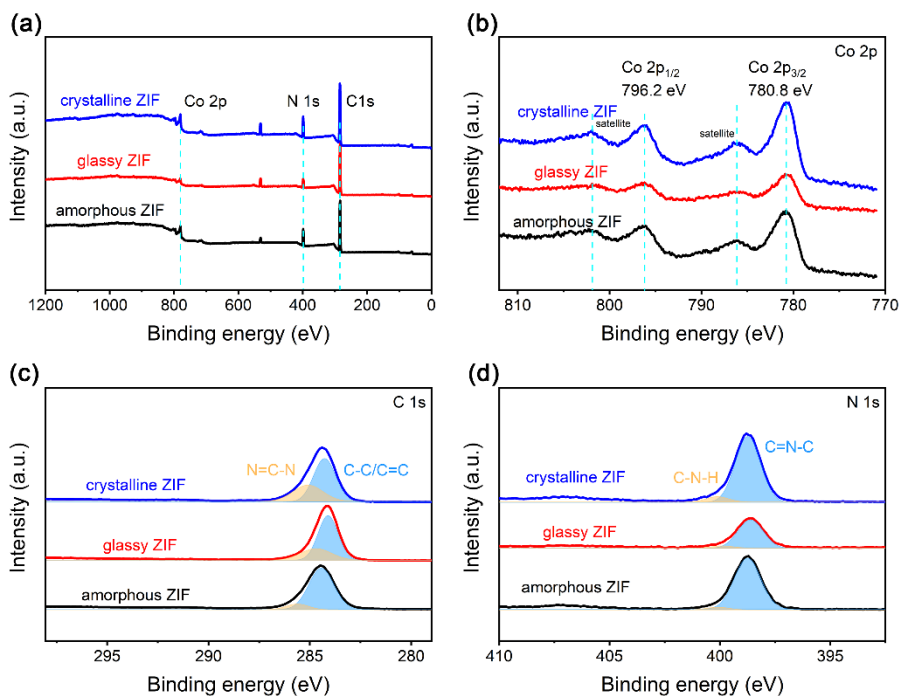 (a)
crystalline ZIF
Co 2p
N 1s
C1s
glassy ZIF
amorphous ZIF
Intensity (a.u.)
1200 1000 800 600 400 200 0
Binding energy (eV)
(b)
Co 2p
Co 2p1/2
796.2 eV
Co 2p3/2
780.8 eV
crystalline ZIF
satellite
satellite
glassy ZIF
amorphous ZIF
Intensity (a.u.)
810 800 790 780 770
Binding energy (eV)
(c)
C 1s
N=C-N
C-C/C=C
crystalline ZIF
glassy ZIF
amorphous ZIF
Intensity (a.u.)
295 290 285 280
Binding energy (eV)
(d)
N 1s
C=N-C
C-N-H
crystalline ZIF
glassy ZIF
amorphous ZIF
Intensity (a.u.)
410 405 400 395
Binding energy (eV)